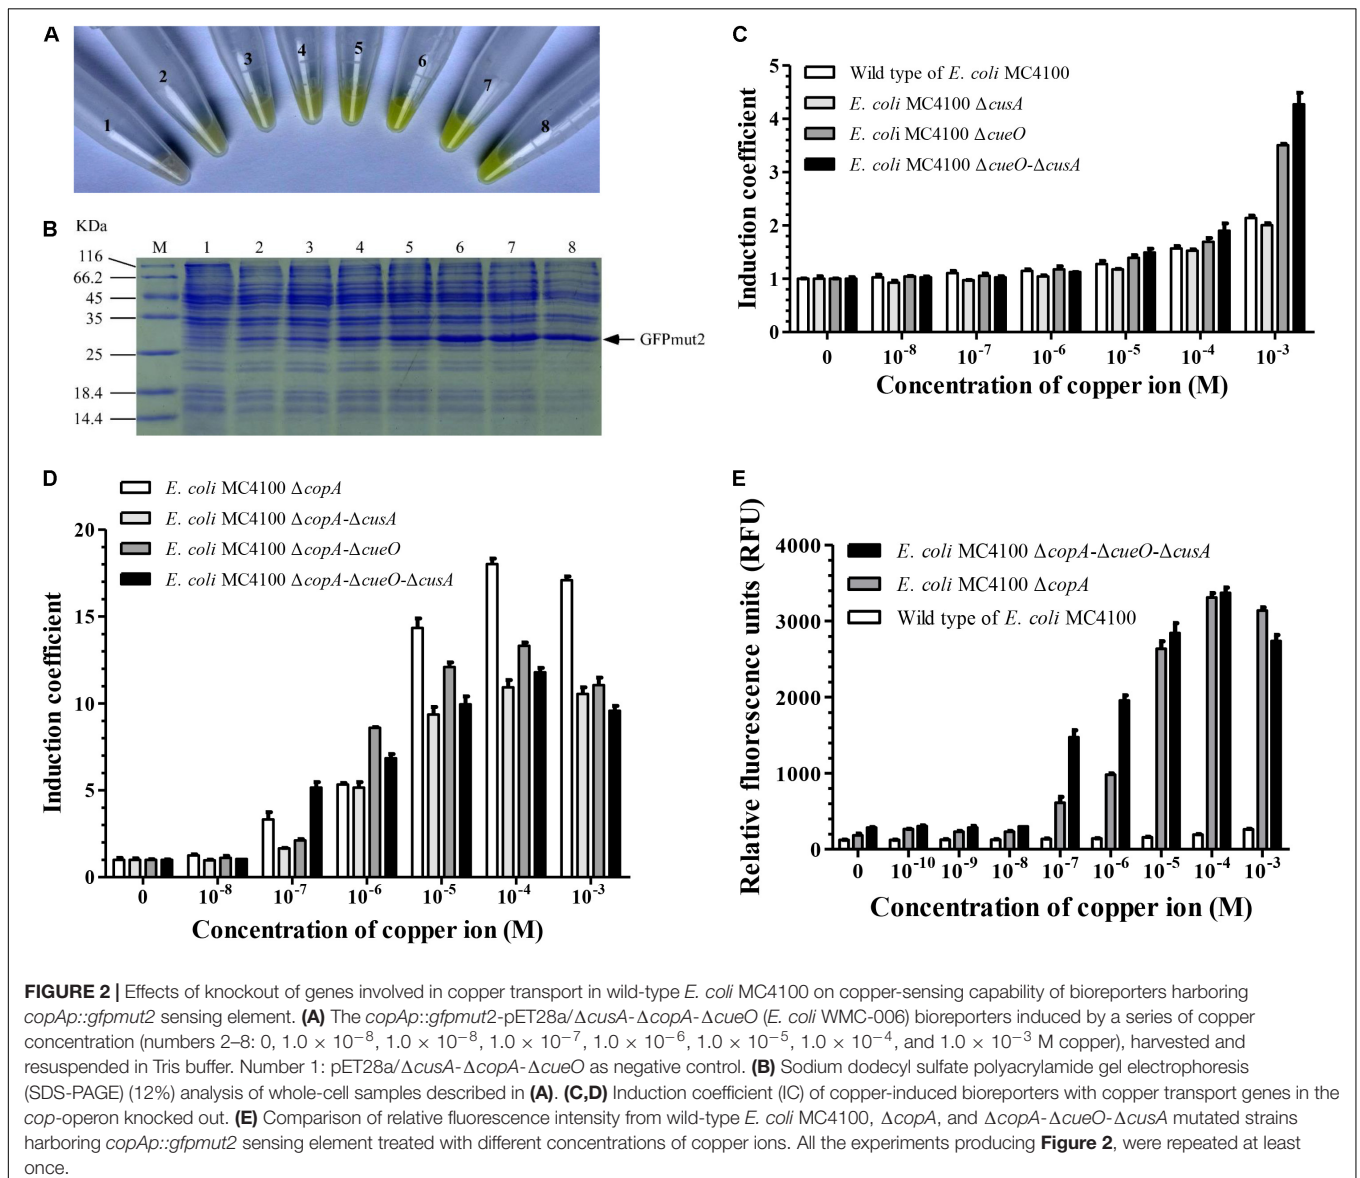 A
1
2
3
4
5
6
7
8
B
KDa
M 1 2 3 4 5 6 7 8
116
66.2
45
35
25
18.4
14.4
GFPmut2
C
Wild type of E. coli MC4100
E. coli MC4100 ΔcusA
E. coli MC4100 ΔcueO
E. coli MC4100 ΔcueO-ΔcusA
Induction coefficient
5
4
3
2
1
0
0 10⁻⁸ 10⁻⁷ 10⁻⁶ 10⁻⁵ 10⁻⁴ 10⁻³
Concentration of copper ion (M)
D
E. coli MC4100 ΔcopA
E. coli MC4100 ΔcopA-ΔcusA
E. coli MC4100 ΔcopA-ΔcueO
E. coli MC4100 ΔcopA-ΔcueO-ΔcusA
Induction coefficient
20
15
10
5
0
0 10⁻⁸ 10⁻⁷ 10⁻⁶ 10⁻⁵ 10⁻⁴ 10⁻³
Concentration of copper ion (M)
E
E. coli MC4100 ΔcopA-ΔcueO-ΔcusA
E. coli MC4100 ΔcopA
Wild type of E. coli MC4100
Relative fluorescence units (RFU)
4000
3000
2000
1000
0
0 10⁻¹⁰ 10⁻⁹ 10⁻⁸ 10⁻⁷ 10⁻⁶ 10⁻⁵ 10⁻⁴ 10⁻³
Concentration of copper ion (M)
FIGURE 2 | Effects of knockout of genes involved in copper transport in wild-type E. coli MC4100 on copper-sensing capability of bioreporters harboring
copAp::gfpmut2 sensing element. (A) The copAp::gfpmut2-pET28a/ΔcusA-ΔcopA-ΔcueO (E. coli WMC-006) bioreporters induced by a series of copper
concentration (numbers 2–8: 0, 1.0 × 10⁻⁸, 1.0 × 10⁻⁸, 1.0 × 10⁻⁷, 1.0 × 10⁻⁶, 1.0 × 10⁻⁵, 1.0 × 10⁻⁴, and 1.0 × 10⁻³ M copper), harvested and
resuspended in Tris buffer. Number 1: pET28a/ΔcusA-ΔcopA-ΔcueO as negative control. (B) Sodium dodecyl sulfate polyacrylamide gel electrophoresis
(SDS-PAGE) (12%) analysis of whole-cell samples described in (A). (C,D) Induction coefficient (IC) of copper-induced bioreporters with copper transport genes in the
cop-operon knocked out. (E) Comparison of relative fluorescence intensity from wild-type E. coli MC4100, ΔcopA, and ΔcopA-ΔcueO-ΔcusA mutated strains
harboring copAp::gfpmut2 sensing element treated with different concentrations of copper ions. All the experiments producing Figure 2, were repeated at least
once.